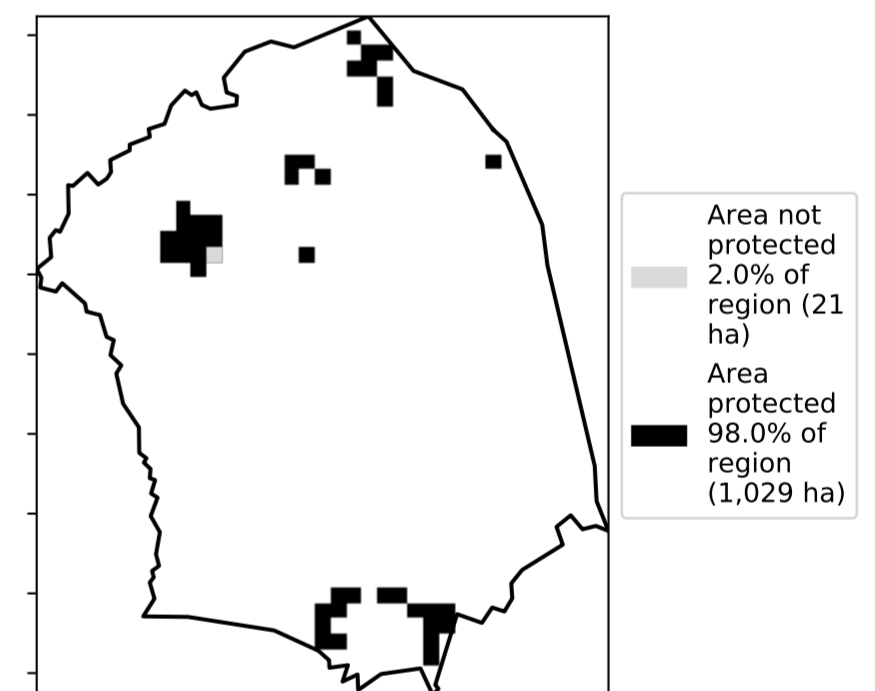 Area not
protected
2.0% of
region (21
ha)
Area
protected
98.0% of
region
(1,029 ha)